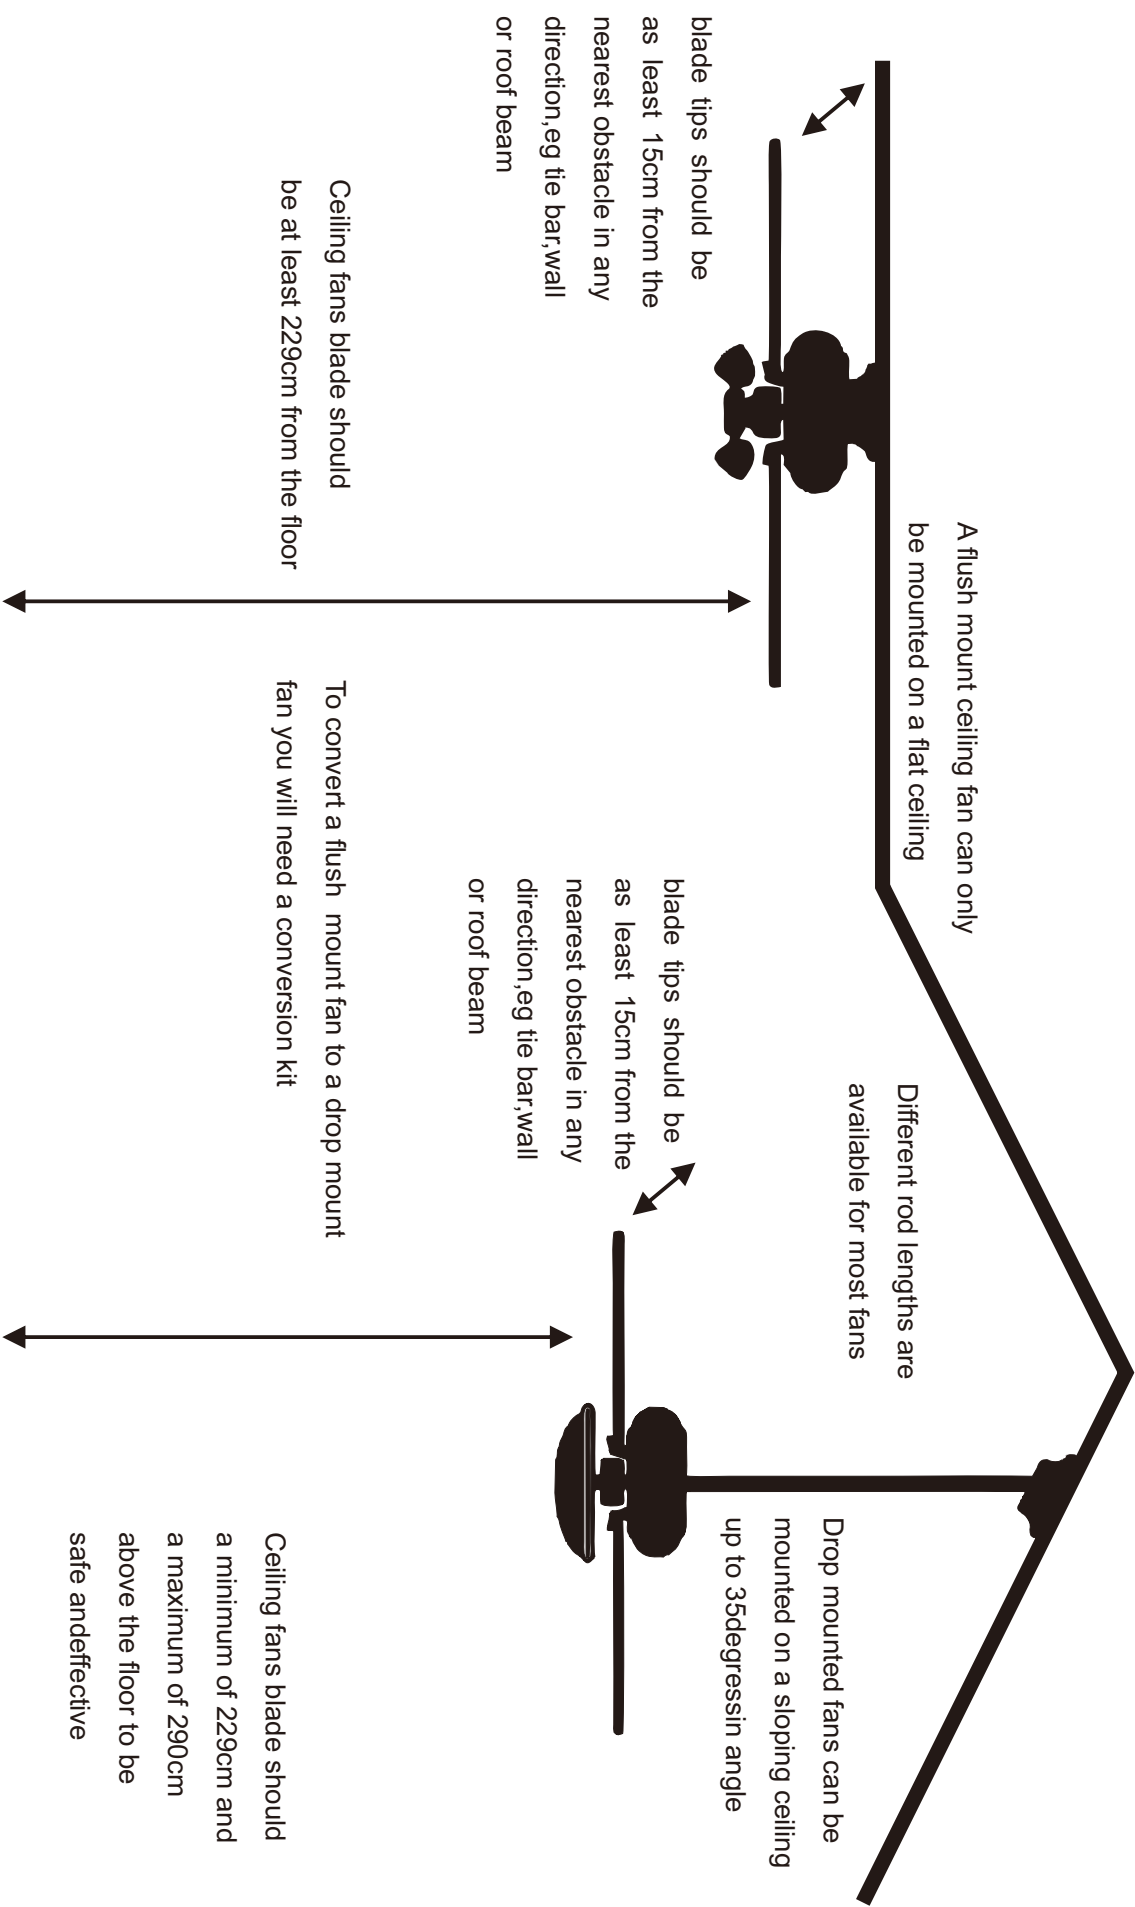 A flush mount ceiling fan can only
be mounted on a flat ceiling
blade tips should be
as least 15cm from the
nearest obstacle in any
direction,eg tie bar,wall
or roof beam
Ceiling fans blade should
be at least 229cm from the floor
To convert a flush mount fan to a drop mount
fan you will need a conversion kit
Different rod lengths are
available for most fans
blade tips should be
as least 15cm from the
nearest obstacle in any
direction,eg tie bar,wall
or roof beam
Drop mounted fans can be
mounted on a sloping ceiling
up to 35degressin angle
Ceiling fans blade should
a minimum of 229cm and
a maximum of 290cm
above the floor to be
safe andeffective